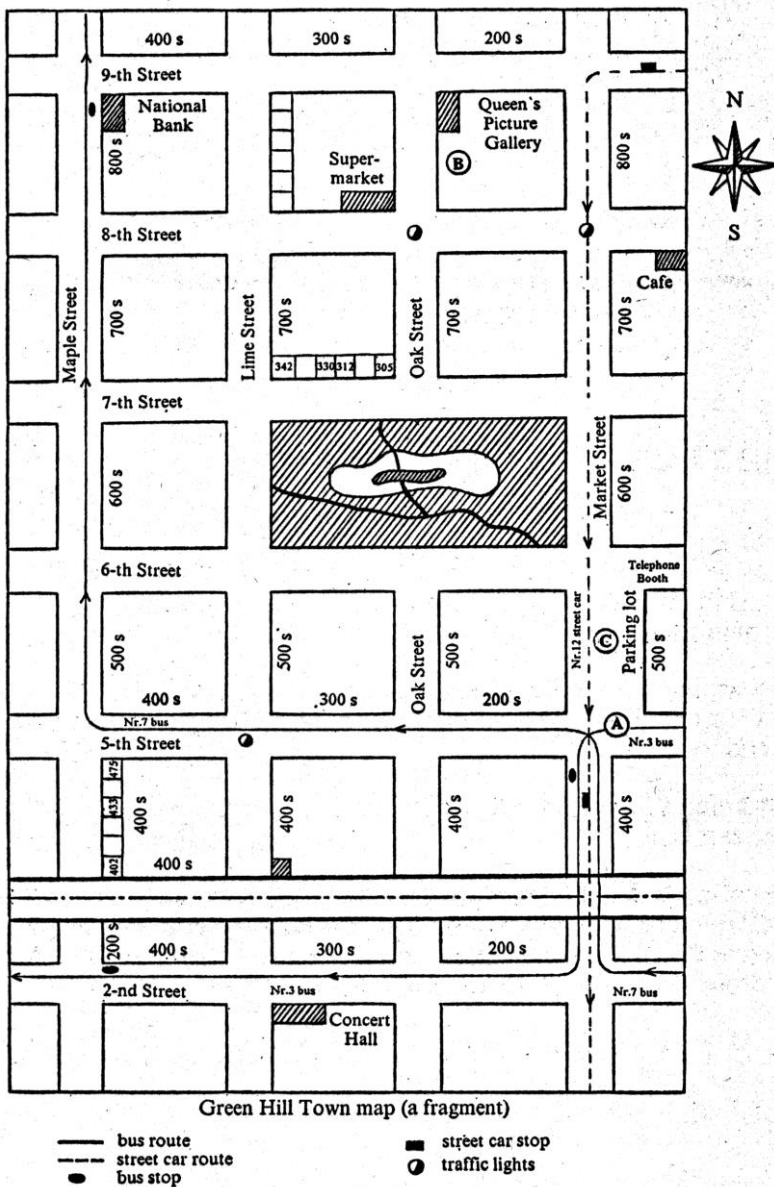 400 s 300 s 200 s
9-th Street
National
Bank
800 s
Super-
market
Queen's
Picture
Gallery
B
800 s
N
S
8-th Street
Maple Street
700 s
Lime Street
700 s
Oak Street
700 s
700 s
Cafe
342 330 312 305
7-th Street
600 s
Market Street
600 s
6-th Street
Telephone
Booth
500 s
500 s
Oak Street
500 s
Nr.12 street car
C
Parking lot
500 s
400 s 300 s 200 s
Nr.7 bus
A
5-th Street
Nr.3 bus
475
433
402
400 s
400 s
400 s
400 s
400 s
200 s
400 s 300 s 200 s
2-nd Street
Nr.3 bus
Nr.7 bus
Concert
Hall
Green Hill Town map (a fragment)
bus route
street car route
bus stop
street car stop
traffic lights